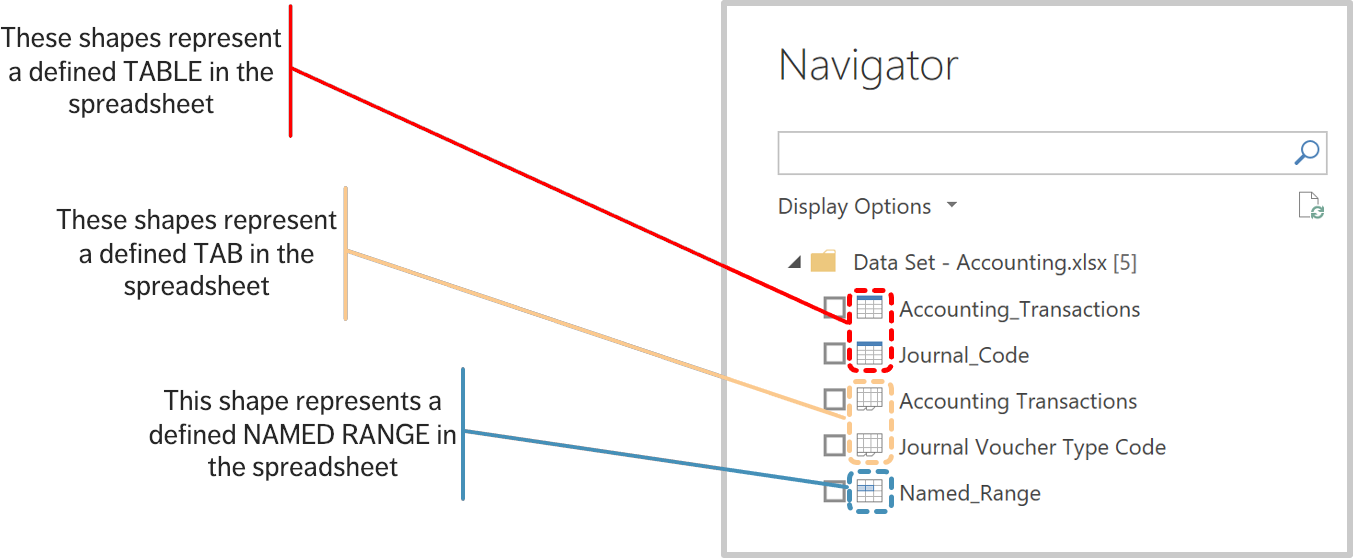 These shapes represent
a defined TABLE in the
spreadsheet
These shapes represent
a defined TAB in the
spreadsheet
This shape represents a
defined NAMED RANGE in
the spreadsheet
Navigator
Display Options
Data Set - Accounting.xlsx [5]
Accounting_Transactions
Journal_Code
Accounting Transactions
Journal Voucher Type Code
Named_Range